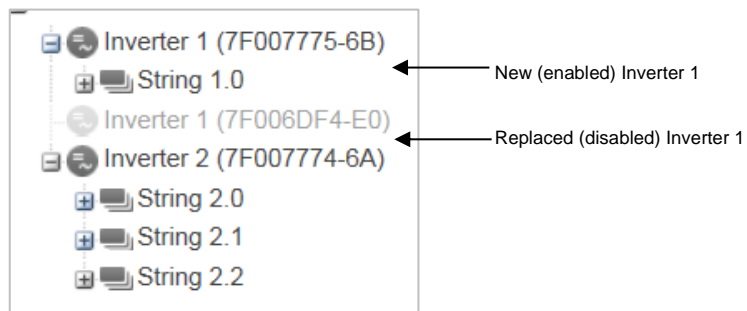 Inverter 1 (7F007775-6B)
String 1.0
New (enabled) Inverter 1
Inverter 1 (7F006DF4-E0)
Replaced (disabled) Inverter 1
Inverter 2 (7F007774-6A)
String 2.0
String 2.1
String 2.2